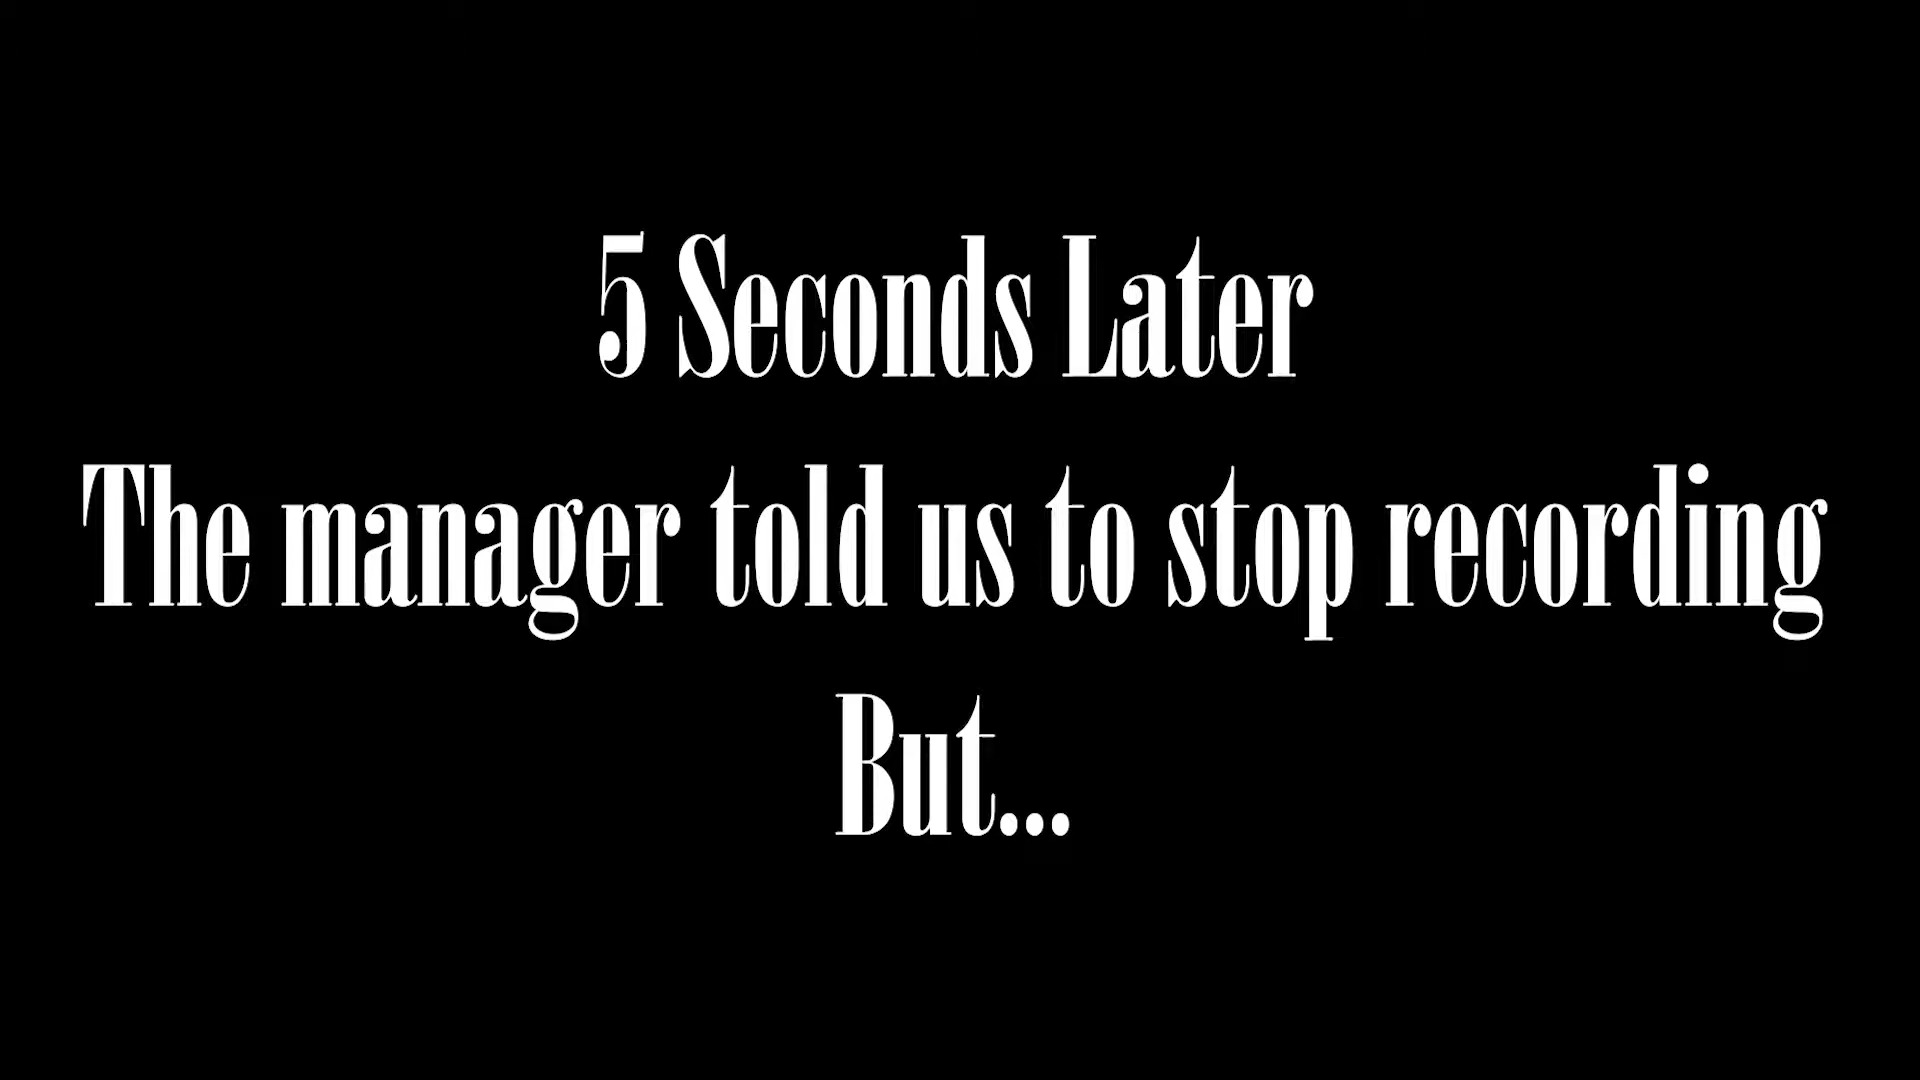 5 Seconds Later
The manager told us to stop recording
But...